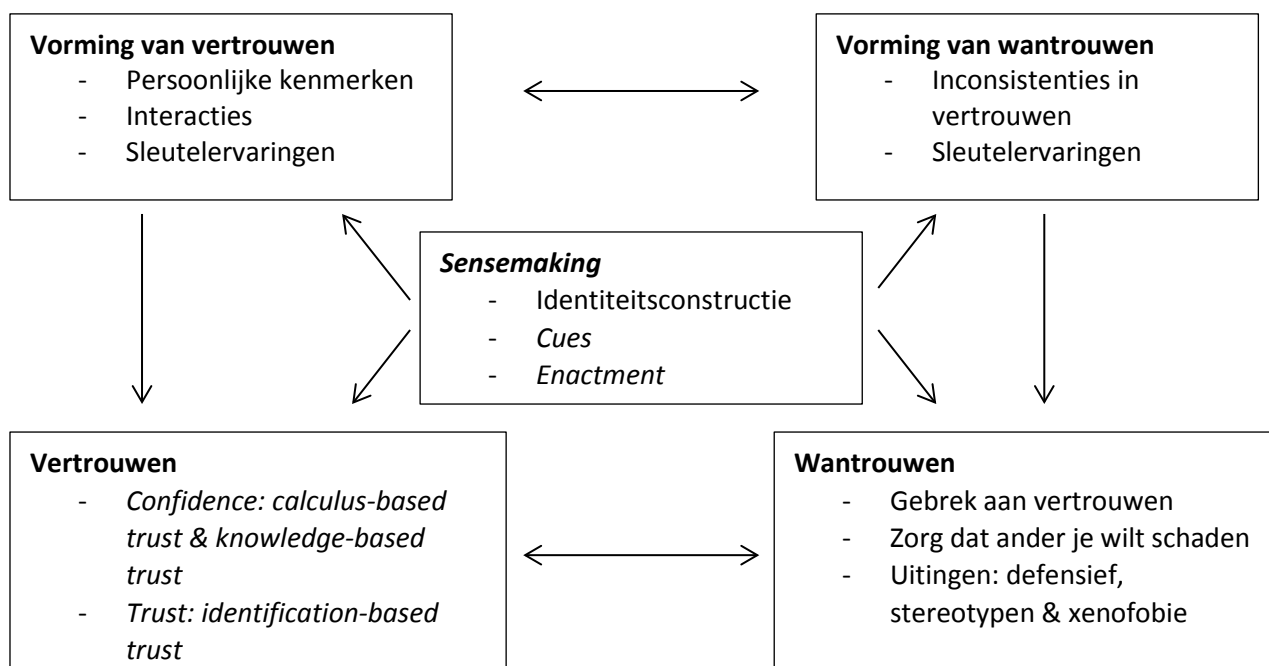 Vorming van vertrouwen
- Persoonlijke kenmerken
- Interacties
- Sleutelervaringen
Vorming van wantrouwen
- Inconsistenties in
vertrouwen
- Sleutelervaringen
Sensemaking
- Identiteitsconstructie
- Cues
- Enactment
Vertrouwen
- Confidence: calculus-based
trust & knowledge-based
trust
- Trust: identification-based
trust
Wantrouwen
- Gebrek aan vertrouwen
- Zorg dat ander je wilt schaden
- Uitingen: defensief,
stereotypen & xenofobie